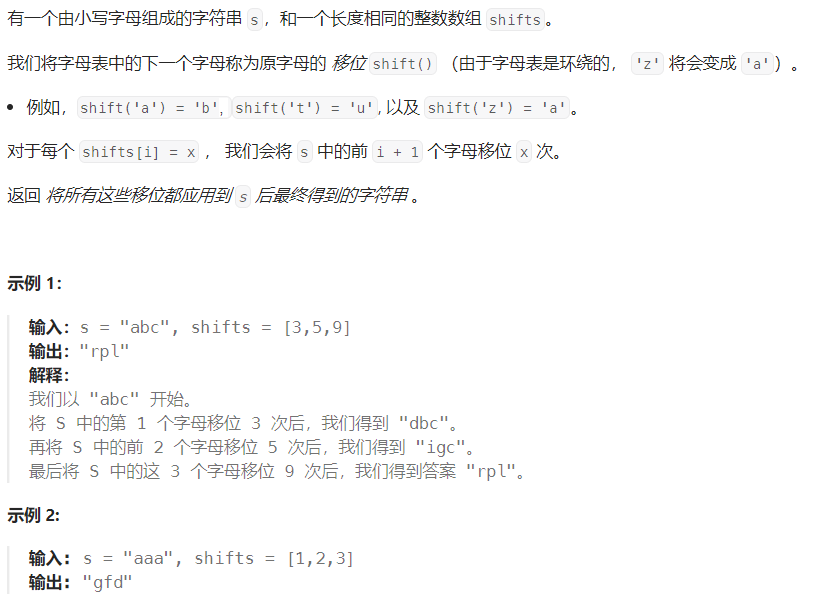 有一个由小写字母组成的字符串 s，和一个长度相同的整数数组 shifts。
我们将字母表中的下一个字母称为原字母的 移位 shift() （由于字母表是环绕的， 'z' 将会变成 'a'）。
• 例如，shift('a') = 'b', shift('t') = 'u', 以及 shift('z') = 'a'。
对于每个 shifts[i] = x ， 我们会将 s 中的前 i + 1 个字母移位 x 次。
返回 将所有这些移位都应用到 s 后最终得到的字符串 。
示例 1：
输入：s = "abc", shifts = [3,5,9]
输出："rpl"
解释：
我们以 "abc" 开始。
将 S 中的第 1 个字母移位 3 次后，我们得到 "dbc"。
再将 S 中的前 2 个字母移位 5 次后，我们得到 "igc"。
最后将 S 中的这 3 个字母移位 9 次后，我们得到答案 "rpl"。
示例 2:
输入: s = "aaa", shifts = [1,2,3]
输出: "gfd"